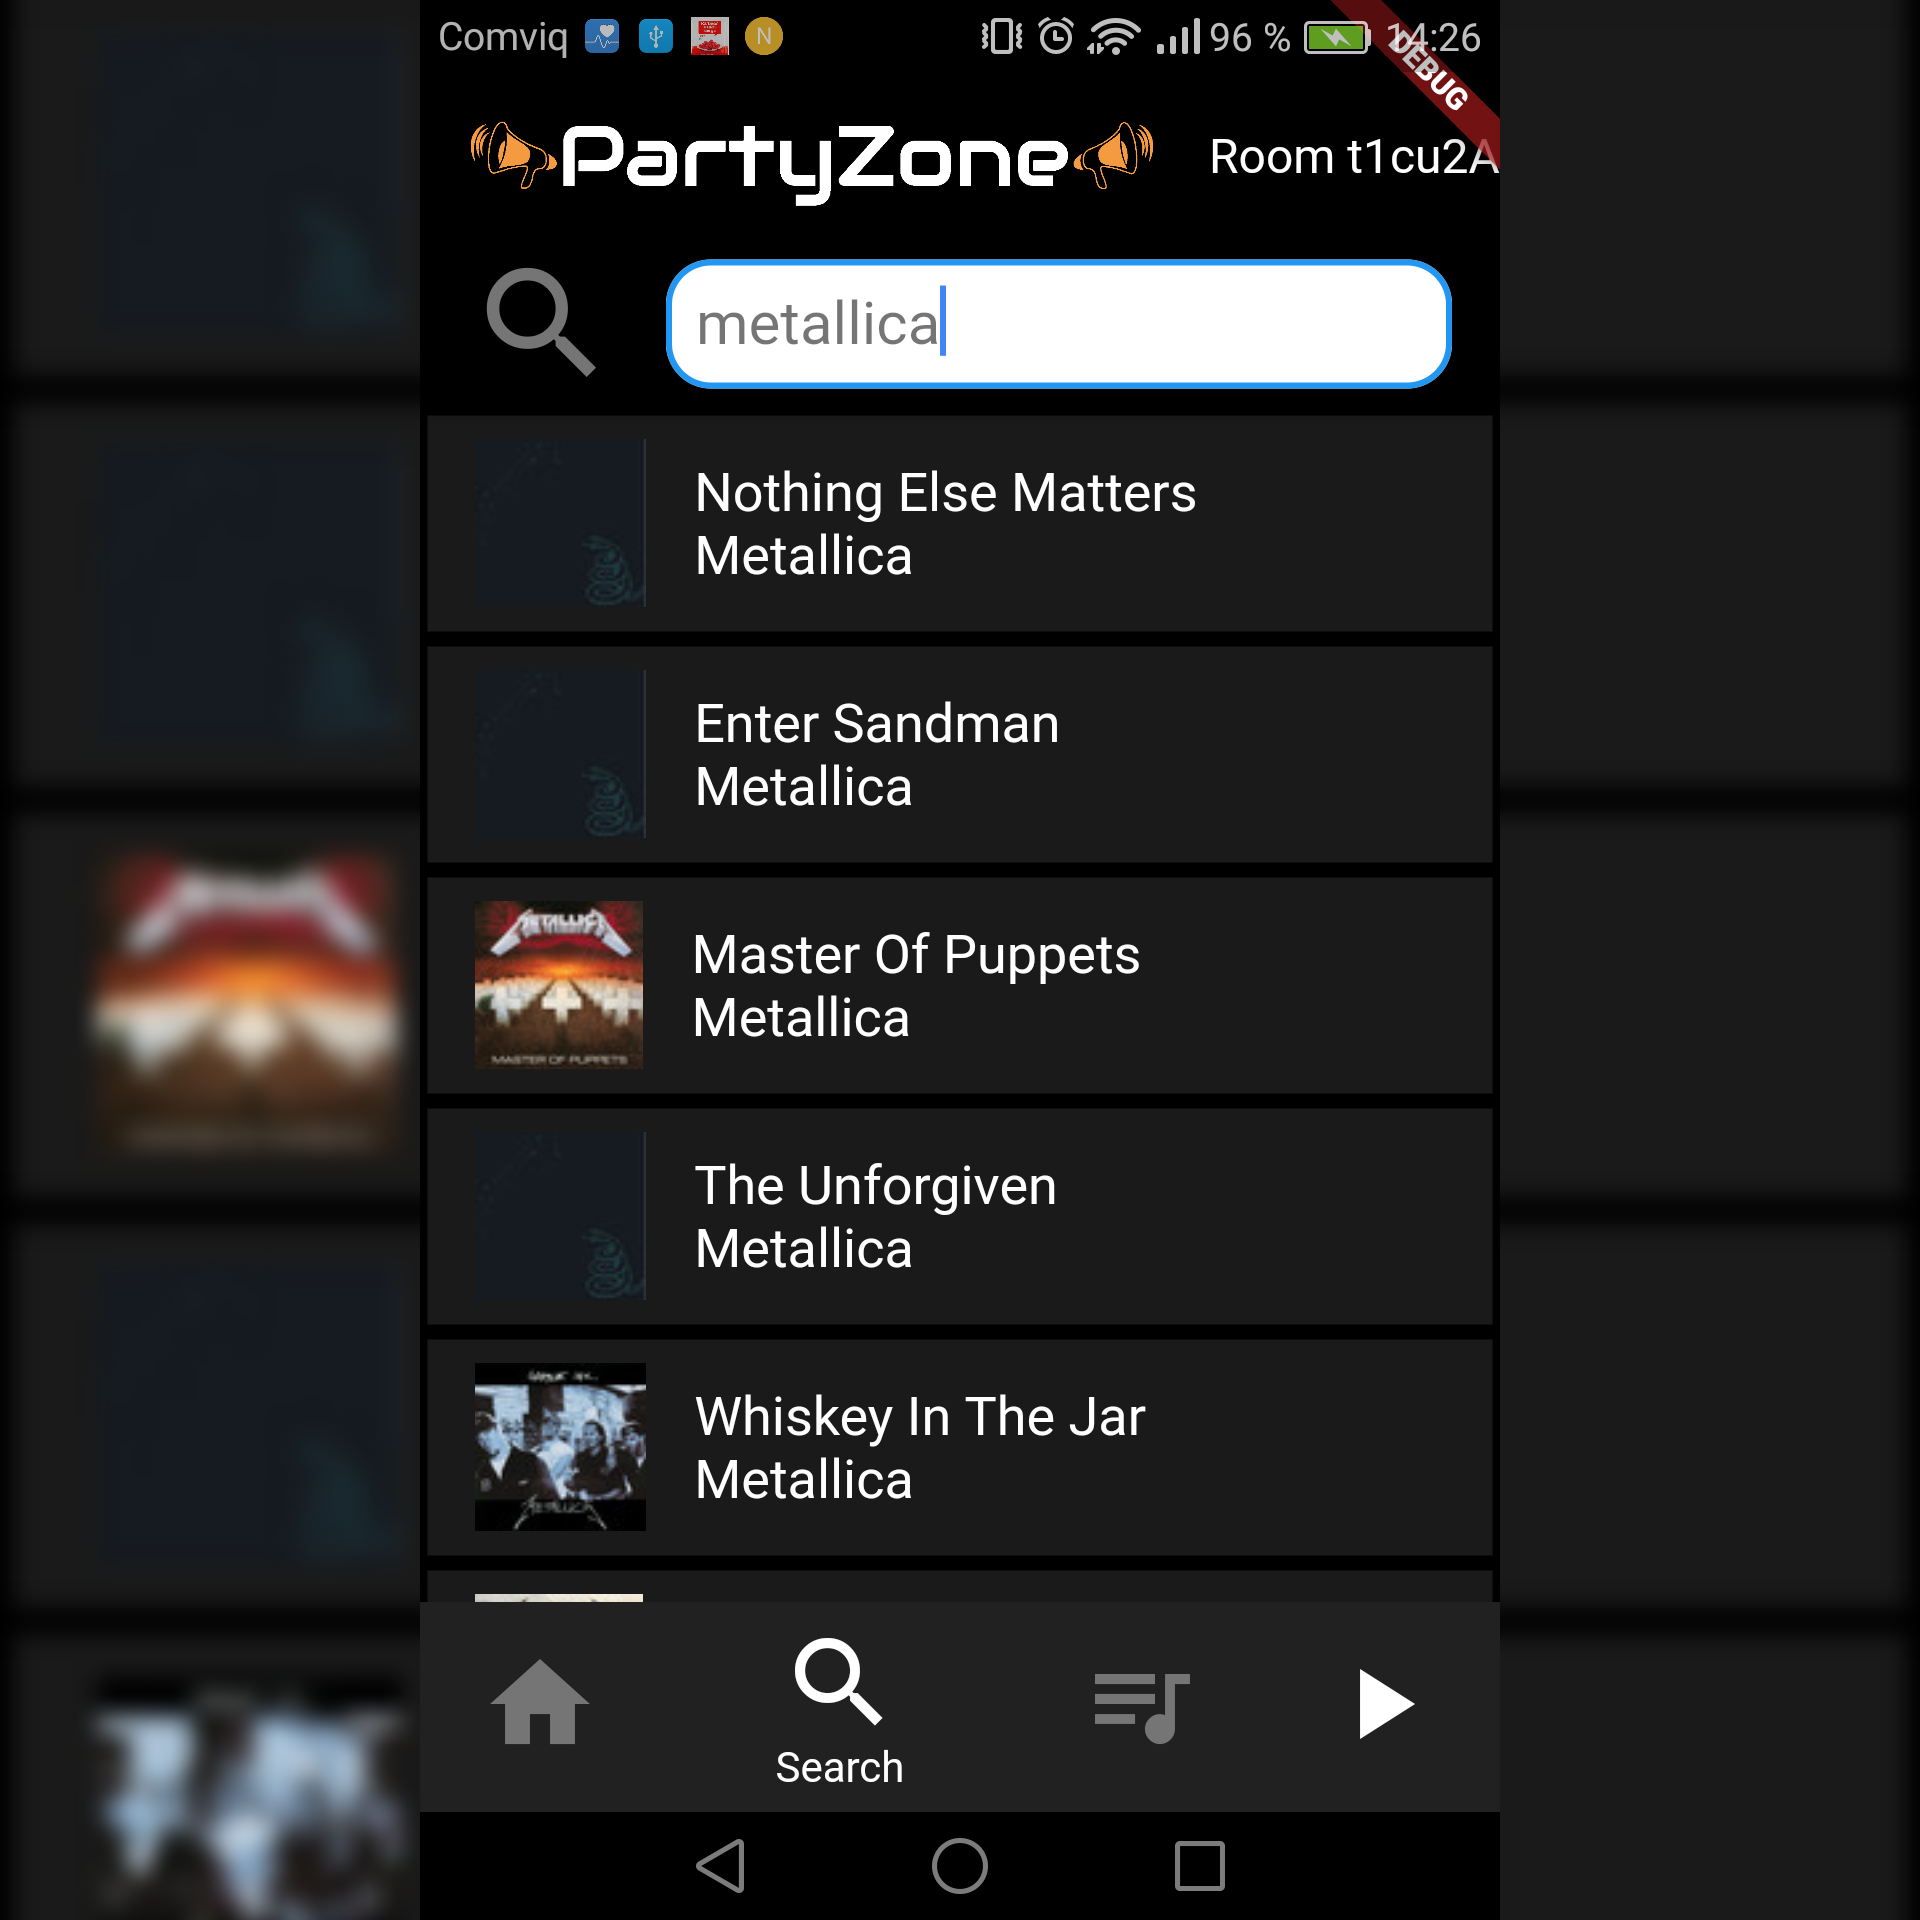 Comviq N 96 % 14:26
DEBUG
PartyZone Room t1cu2A
metallica
Nothing Else Matters
Metallica
Enter Sandman
Metallica
METALLICA
MASTER OF PUPPETS
Master Of Puppets
Metallica
The Unforgiven
Metallica
METALLICA
Whiskey In The Jar
Metallica
Search